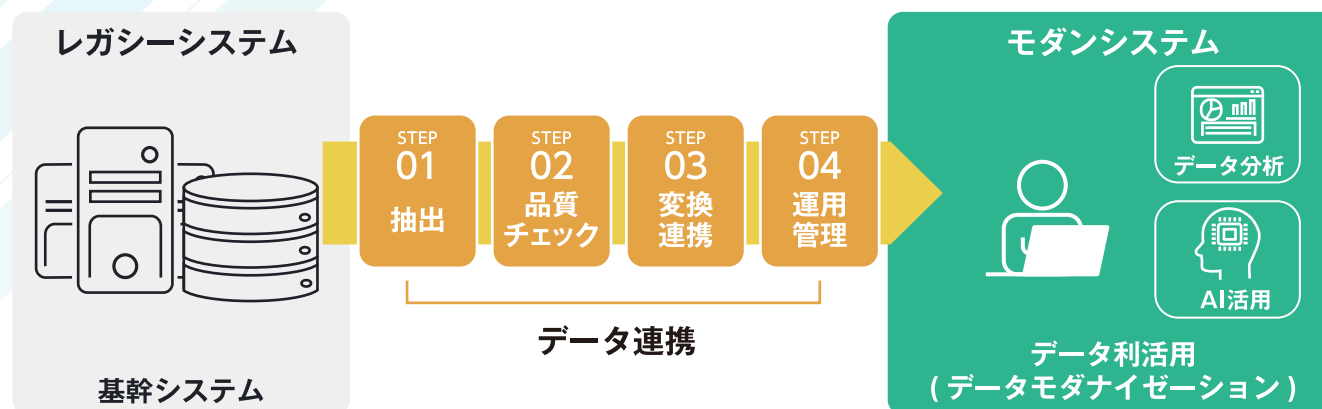 レガシーシステム
基幹システム
STEP
01
抽出
STEP
02
品質
チェック
STEP
03
変換
連携
STEP
04
運用
管理
データ連携
モダンシステム
データ分析
AI活用
データ利活用
(データモダナイゼーション)